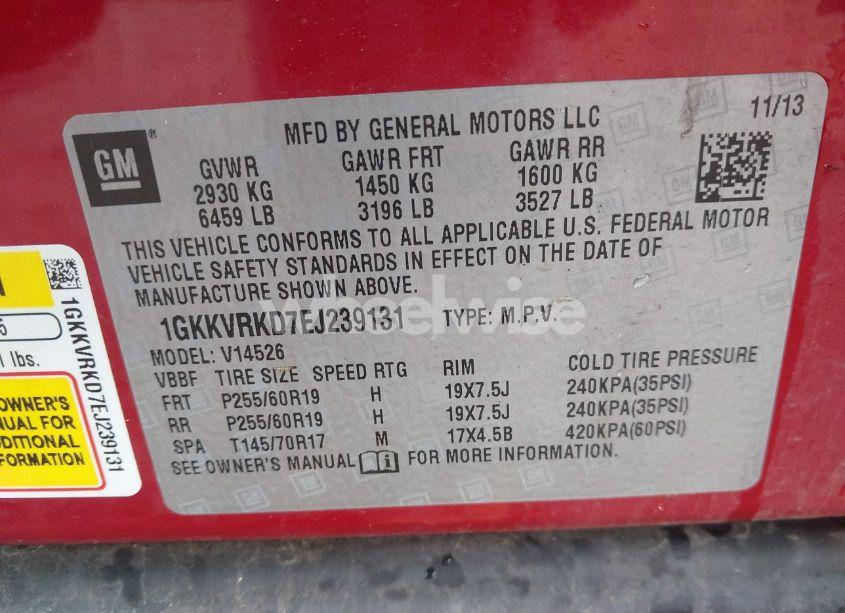 GM
®
MFD BY GENERAL MOTORS LLC
11/13
GVWR GAWR FRT GAWR RR
2930 KG 1450 KG 1600 KG
6459 LB 3196 LB 3527 LB
THIS VEHICLE CONFORMS TO ALL APPLICABLE U.S. FEDERAL MOTOR
VEHICLE SAFETY STANDARDS IN EFFECT ON THE DATE OF
MANUFACTURE SHOWN ABOVE.
1GKKVRKD7EJ239131 TYPE: M.P.V.
MODEL: V14526
VBBF TIRE SIZE SPEED RTG RIM COLD TIRE PRESSURE
FRT P255/60R19 H 19X7.5J 240KPA(35PSI)
RR P255/60R19 H 19X7.5J 240KPA(35PSI)
SPA T145/70R17 M 17X4.5B 420KPA(60PSI)
SEE OWNER'S MANUAL FOR MORE INFORMATION.
wheelwise
1GKKVRKD7EJ239131
lbs.
OWNER'S
FOR